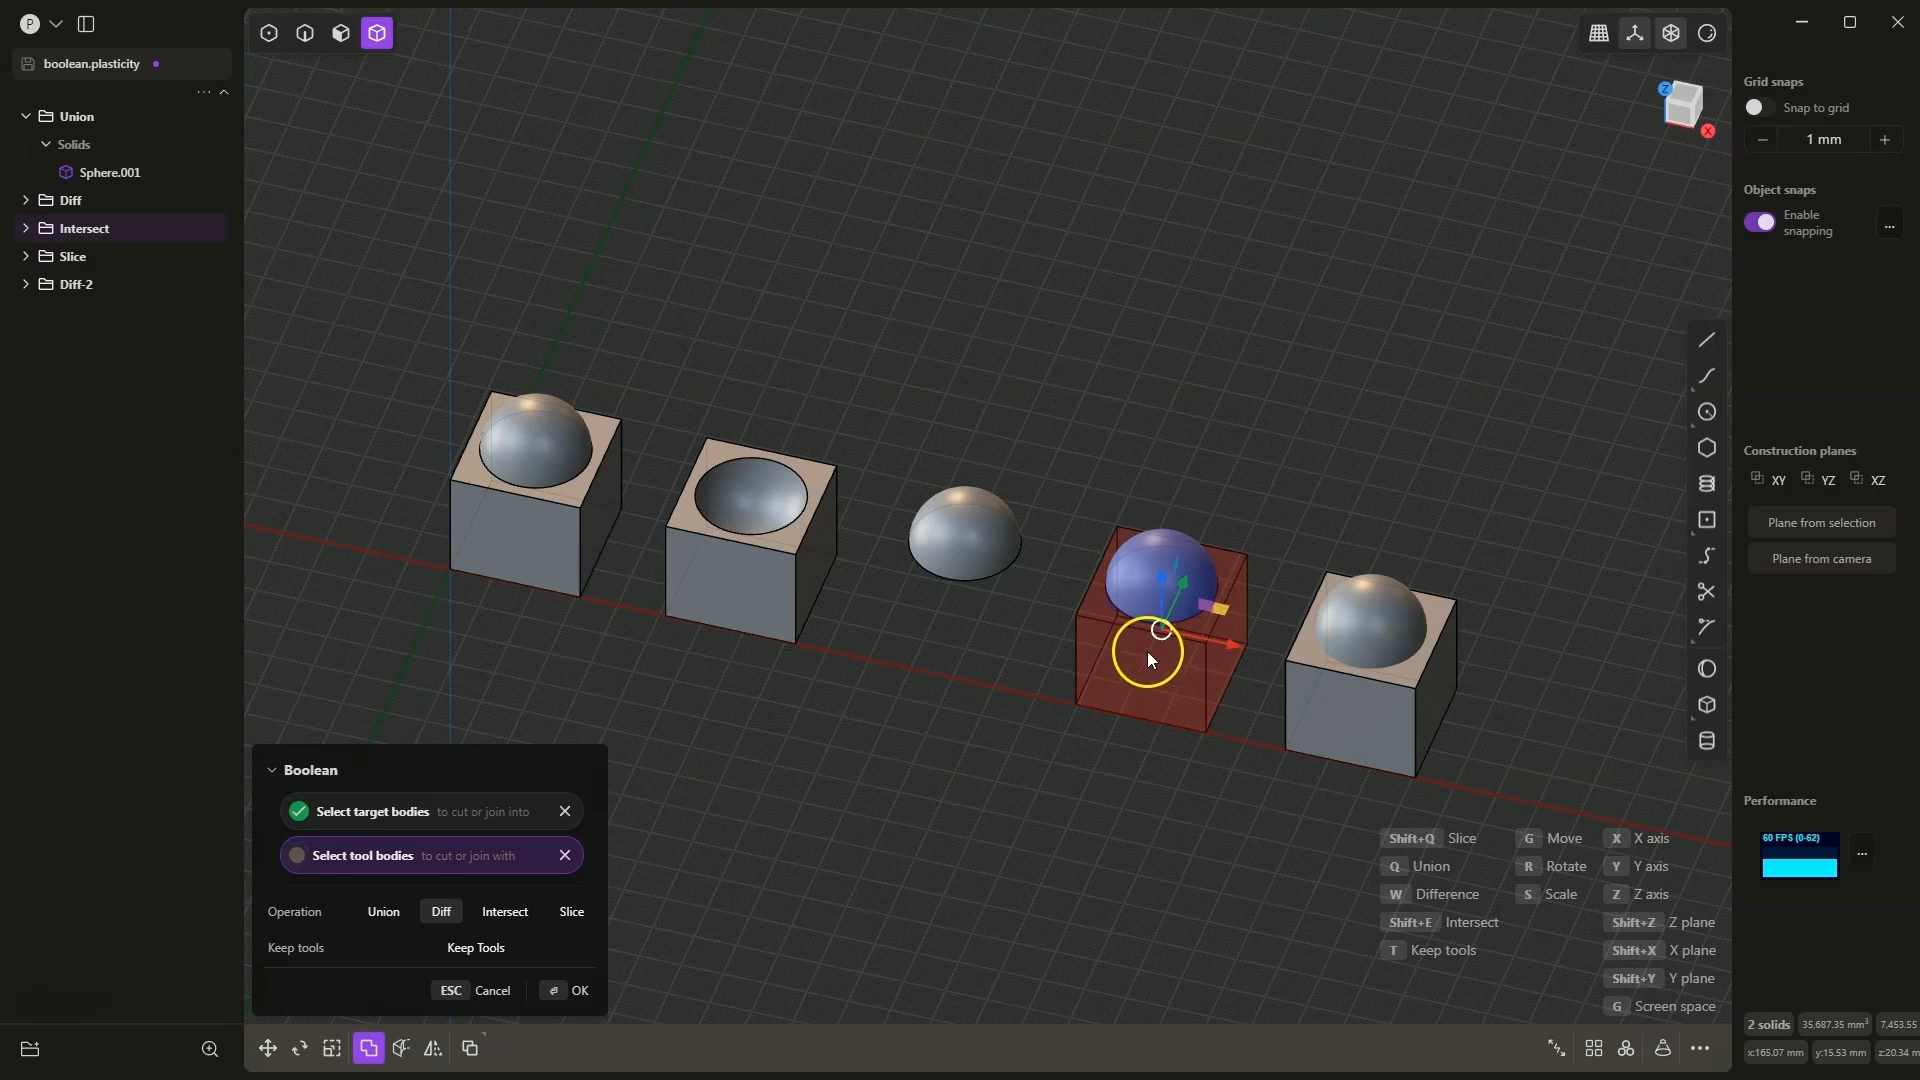 P
boolean.plasticity
Union
Solids
Sphere.001
Diff
Intersect
Slice
Diff-2
Z
X
Boolean
Select target bodies to cut or join into
Select tool bodies to cut or join with
Operation Union Diff Intersect Slice
Keep tools Keep Tools
ESC Cancel OK
Shift+Q Slice G Move X X axis
Q Union R Rotate Y Y axis
W Difference S Scale Z Z axis
Shift+E Intersect Shift+Z Z plane
T Keep tools Shift+X X plane
Shift+Y Y plane
G Screen space
Grid snaps
Snap to grid
1 mm
Object snaps
Enable
snapping
...
Construction planes
XY YZ XZ
Plane from selection
Plane from camera
Performance
60 FPS (0-62)
...
2 solids 35,687.35 mm³ 7,453.55
x:165.07 mm y:15.53 mm z:20.34 m